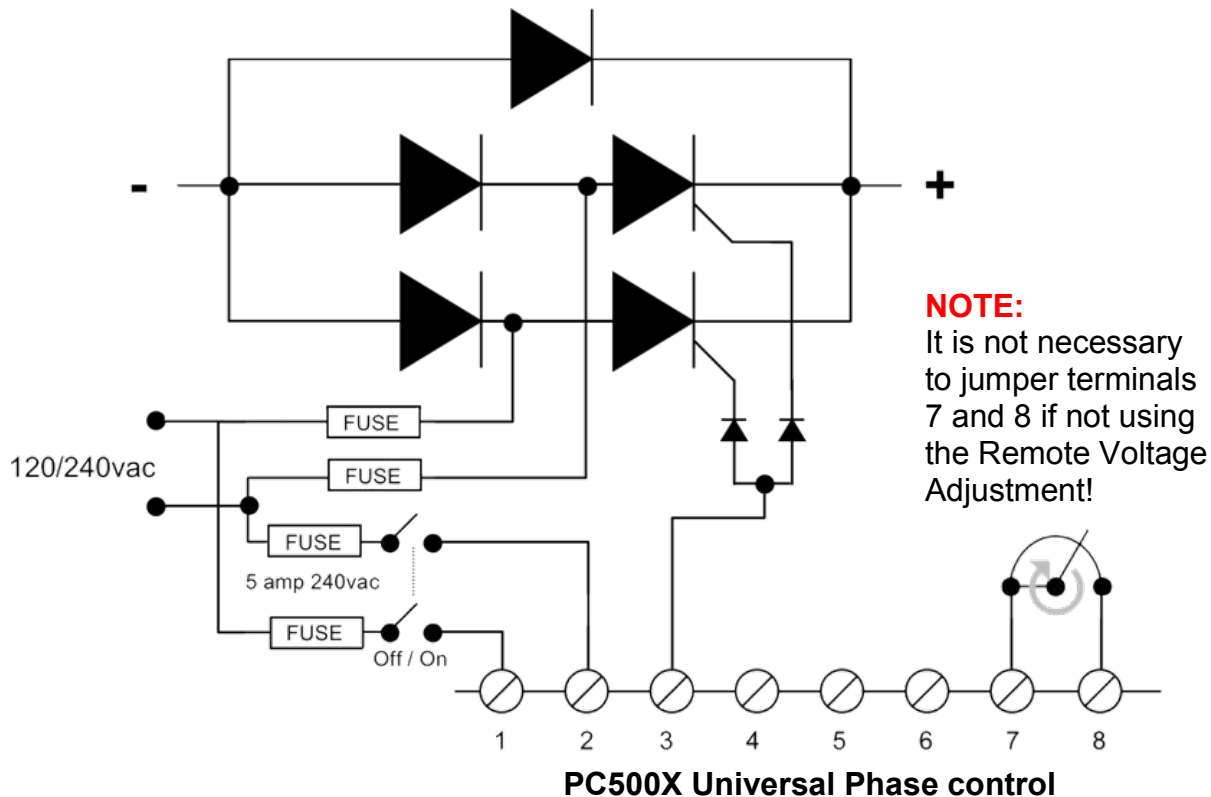 -
+
NOTE:
It is not necessary
to jumper terminals
7 and 8 if not using
the Remote Voltage
Adjustment!
FUSE
120/240vac
FUSE
FUSE
5 amp 240vac
FUSE
Off / On
1 2 3 4 5 6 7 8
PC500X Universal Phase control